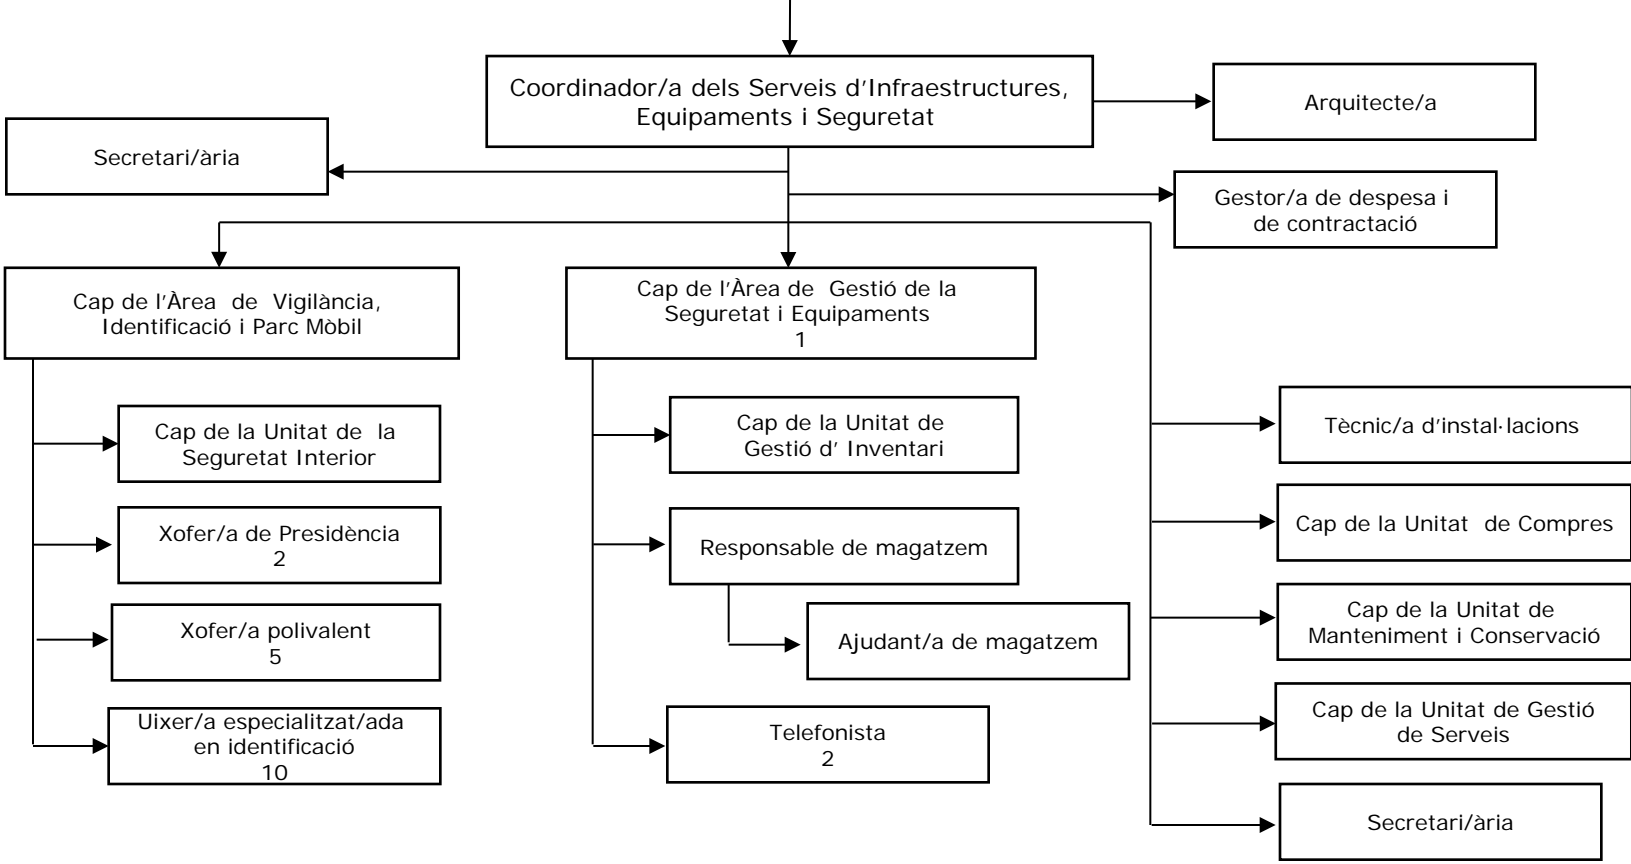 Coordinador/a dels Serveis d'Infraestructures,
Equipaments i Seguretat
Arquitecte/a
Secretari/ària
Gestor/a de despesa i
de contractació
Cap de l'Àrea de Vigilància,
Identificació i Parc Mòbil
Cap de l'Àrea de Gestió de la
Seguretat i Equipaments
1
Cap de la Unitat de la
Seguretat Interior
Xofer/a de Presidència
2
Xofer/a polivalent
5
Uixer/a especialitzat/ada
en identificació
10
Cap de la Unitat de
Gestió d' Inventari
Responsable de magatzem
Ajudant/a de magatzem
Telefonista
2
Tècnic/a d'instal·lacions
Cap de la Unitat de Compres
Cap de la Unitat de
Manteniment i Conservació
Cap de la Unitat de Gestió
de Serveis
Secretari/ària